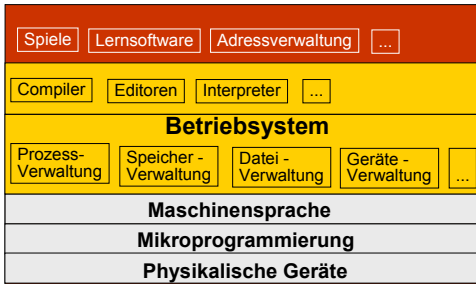 Spiele Lernsoftware Adressverwaltung ...
Compiler Editoren Interpreter ...
Betriebsystem
Prozess- Speicher - Datei - Geräte -
Verwaltung Verwaltung Verwaltung Verwaltung ...
Maschinensprache
Mikroprogrammierung
Physikalische Geräte